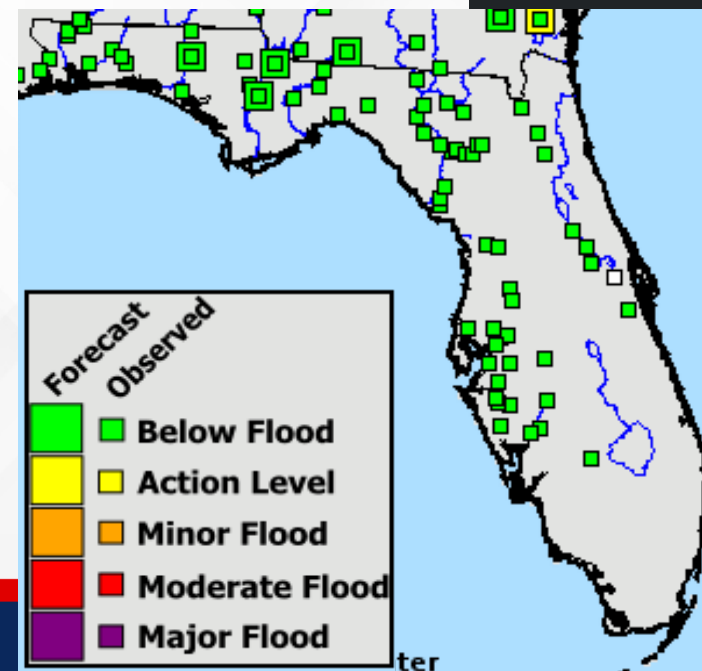 Forecast
Observed
Below Flood
Action Level
Minor Flood
Moderate Flood
Major Flood
ter